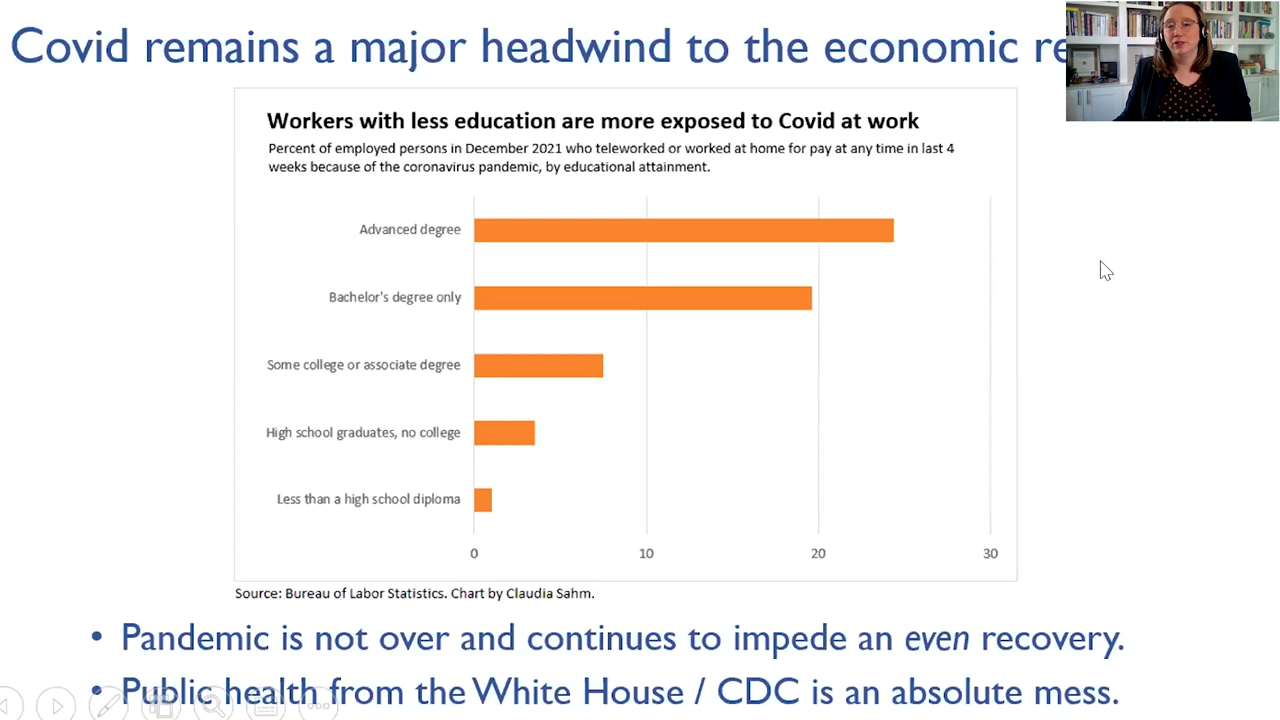 Covid remains a major headwind to the economic re
Workers with less education are more exposed to Covid at work
Percent of employed persons in December 2021 who teleworked or worked at home for pay at any time in last 4
weeks because of the coronavirus pandemic, by educational attainment.
Advanced degree
Bachelor's degree only
Some college or associate degree
High school graduates, no college
Less than a high school diploma
0 10 20 30
Source: Bureau of Labor Statistics. Chart by Claudia Sahm.
• Pandemic is not over and continues to impede an even recovery.
• Public health from the White House / CDC is an absolute mess.